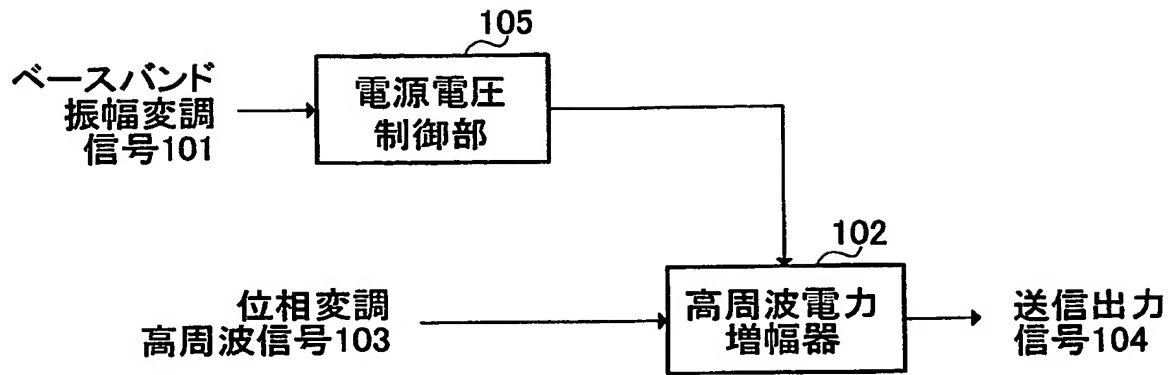 105
ベースバンド
振幅変調
信号101
電源電圧
制御部
102
位相変調
高周波信号103
高周波電力
増幅器
送信出力
信号104